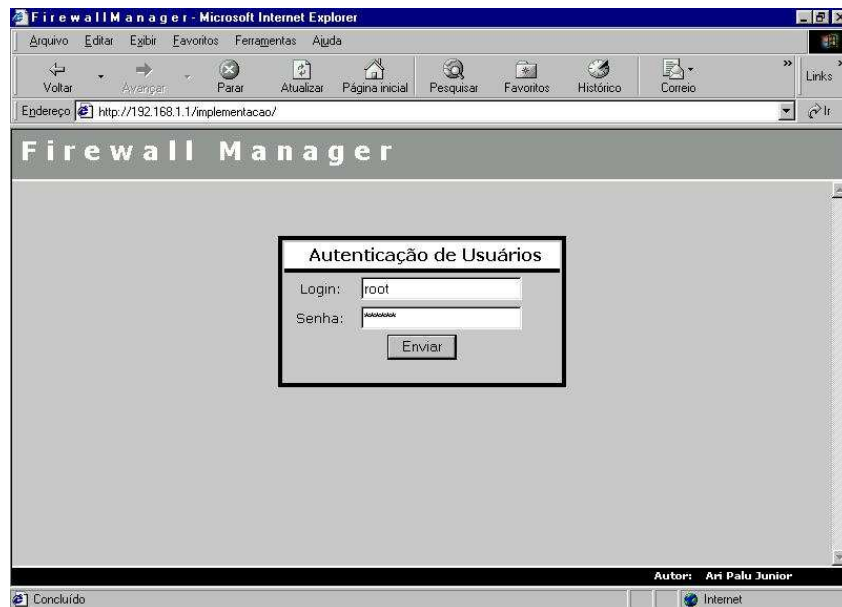 F i r e w a l l M a n a g e r - Microsoft Internet Explorer
Arquivo Editar Exibir Favoritos Ferramentas Ajuda
Voltar Avançar Parar Atualizar Página inicial Pesquisar Favoritos Histórico Correio » Links »
Endereço http://192.168.1.1/implementacao/ Ir
Firewall Manager
Autenticação de Usuários
Login: root
Senha: ******
Enviar
Autor: Ari Palu Junior
Concluído Internet